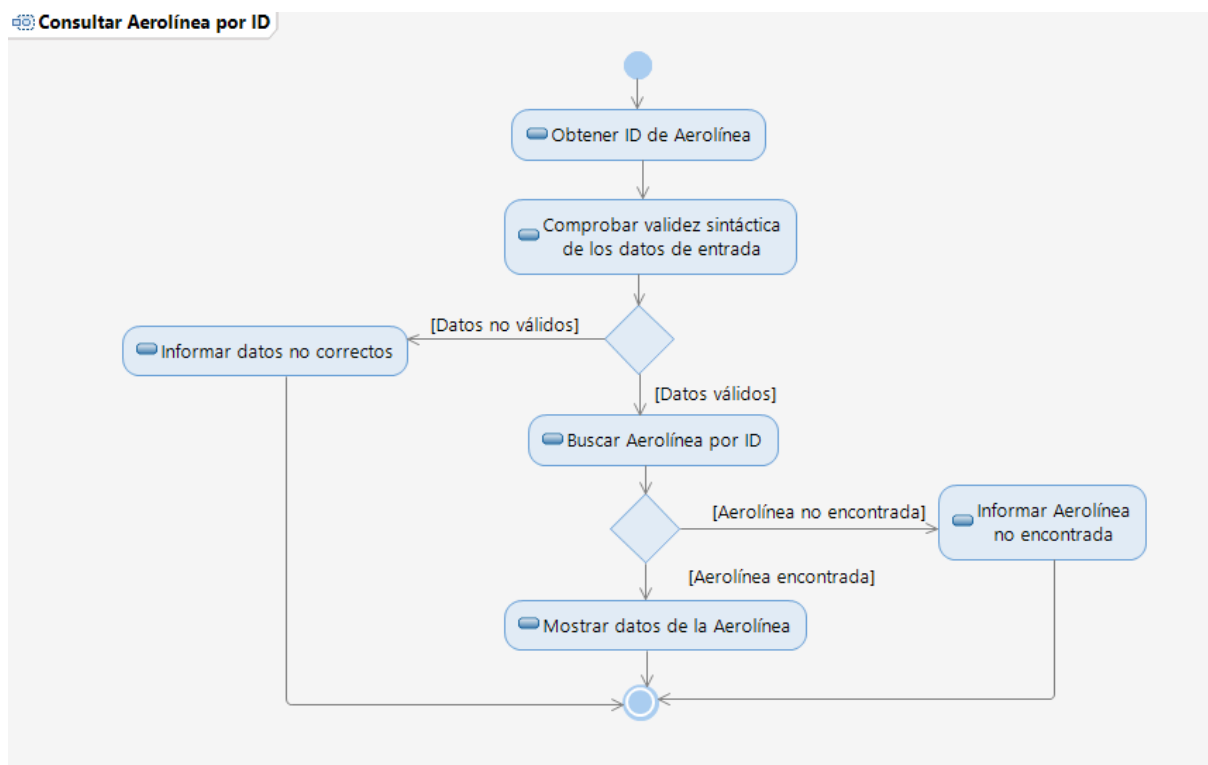 Consultar Aerolínea por ID
Obtener ID de Aerolínea
Comprobar validez sintáctica
de los datos de entrada
[Datos no válidos]
Informar datos no correctos
[Datos válidos]
Buscar Aerolínea por ID
[Aerolínea no encontrada]
Informar Aerolínea
no encontrada
[Aerolínea encontrada]
Mostrar datos de la Aerolínea